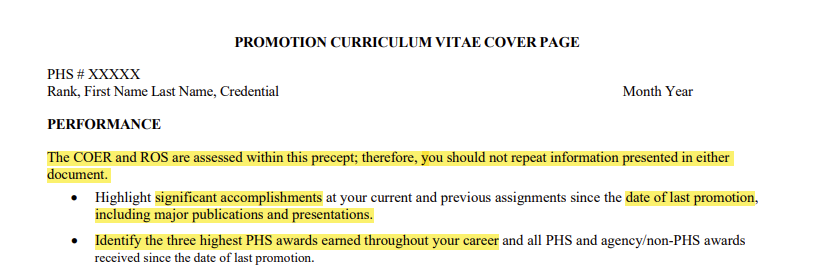 PROMOTION CURRICULUM VITAE COVER PAGE
PHS # XXXXX
Rank, First Name Last Name, Credential Month Year
PERFORMANCE
The COER and ROS are assessed within this precept; therefore, you should not repeat information presented in either
document.
• Highlight significant accomplishments at your current and previous assignments since the date of last promotion,
including major publications and presentations.
• Identify the three highest PHS awards earned throughout your career and all PHS and agency/non-PHS awards
received since the date of last promotion.